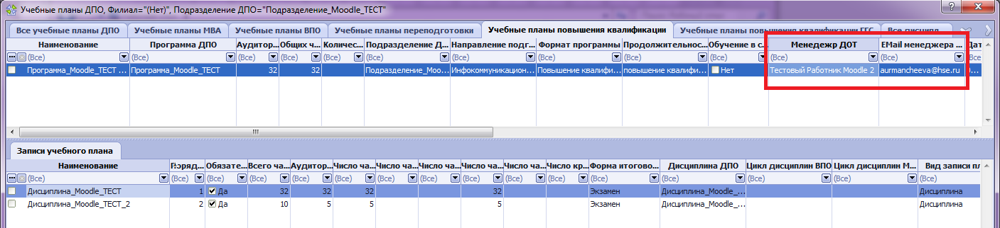 Учебные планы ДПО, Филиал="(Нет)", Подразделение ДПО="Подразделение_Moodle_ТЕСТ"
Все учебные планы ДПО Учебные планы МВА Учебные планы ВПО Учебные планы переподготовки Учебные планы повышения квалификации Учебные планы повышения квалификации ГГС Все дисципл...
Наименование Программа ДПО Аудитор... Общих ч... Количес... Подразделение Д... Направление подг... Формат программы Продолжительнос... Обучение в с... Менедежр ДОТ EMail менеджера ... Дат
(Все) (Все) (Все) (Все) (Все) (Все) (Все) (Все) (Все) (Все) (Все) (Все)
Программа_Moodle_ТЕСТ ... Программа_Moodle_ТЕСТ 32 32 Подразделение_Moo... Инфокоммуникацион... Повышение квалифи... повышение квалифи... Нет Тестовый Работник Moodle 2 aurmancheeva@hse.ru
Записи учебного плана
Наименование Поряд... Обязате... Всего ча... Аудитор... Число ча... Число ча... Число ча... Число ча... Число ча... Число кр... Форма итогово... Дисциплина ДПО Цикл дисциплин ВПО Цикл дисциплин М... Вид записи пл
(Все) (Все) (Все) (Все) (Все) (Все) (Все) (Все) (Все) (Все) (Все) (Все) (Все) (Все) (Все) (Все)
Дисциплина_Moodle_ТЕСТ 1 Да 32 32 32 32 Экзамен Дисциплина_Moodle_... Дисциплина
Дисциплина_Moodle_ТЕСТ_2 2 Да 10 5 5 5 Экзамен Дисциплина_Moodle_... Дисциплина